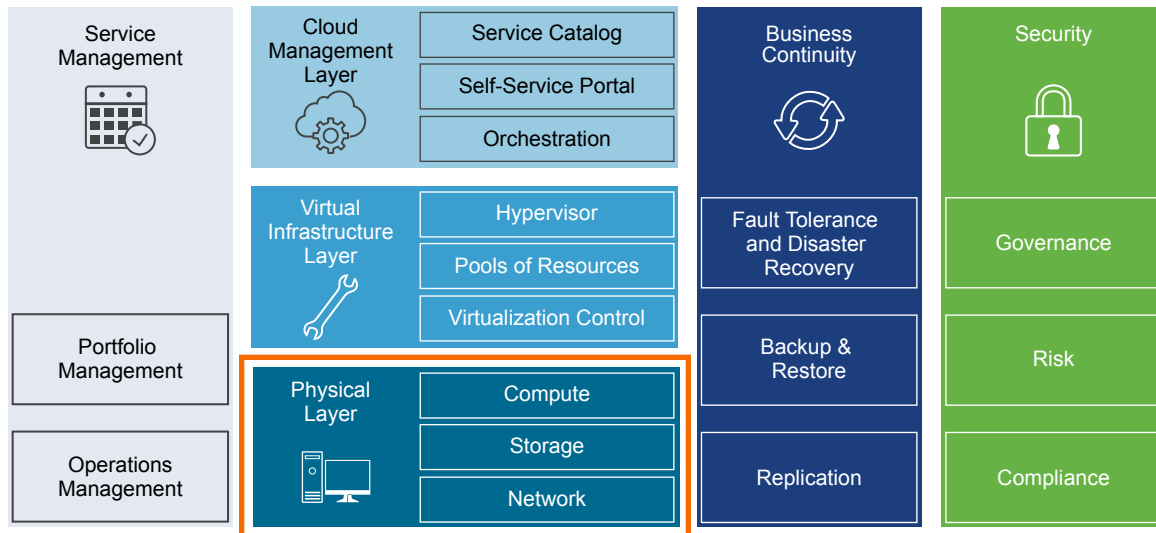 Service
Management
Portfolio
Management
Operations
Management
Cloud
Management
Layer
Service Catalog
Self-Service Portal
Orchestration
Virtual
Infrastructure
Layer
Hypervisor
Pools of Resources
Virtualization Control
Physical
Layer
Compute
Storage
Network
Business
Continuity
Fault Tolerance
and Disaster
Recovery
Backup &
Restore
Replication
Security
Governance
Risk
Compliance